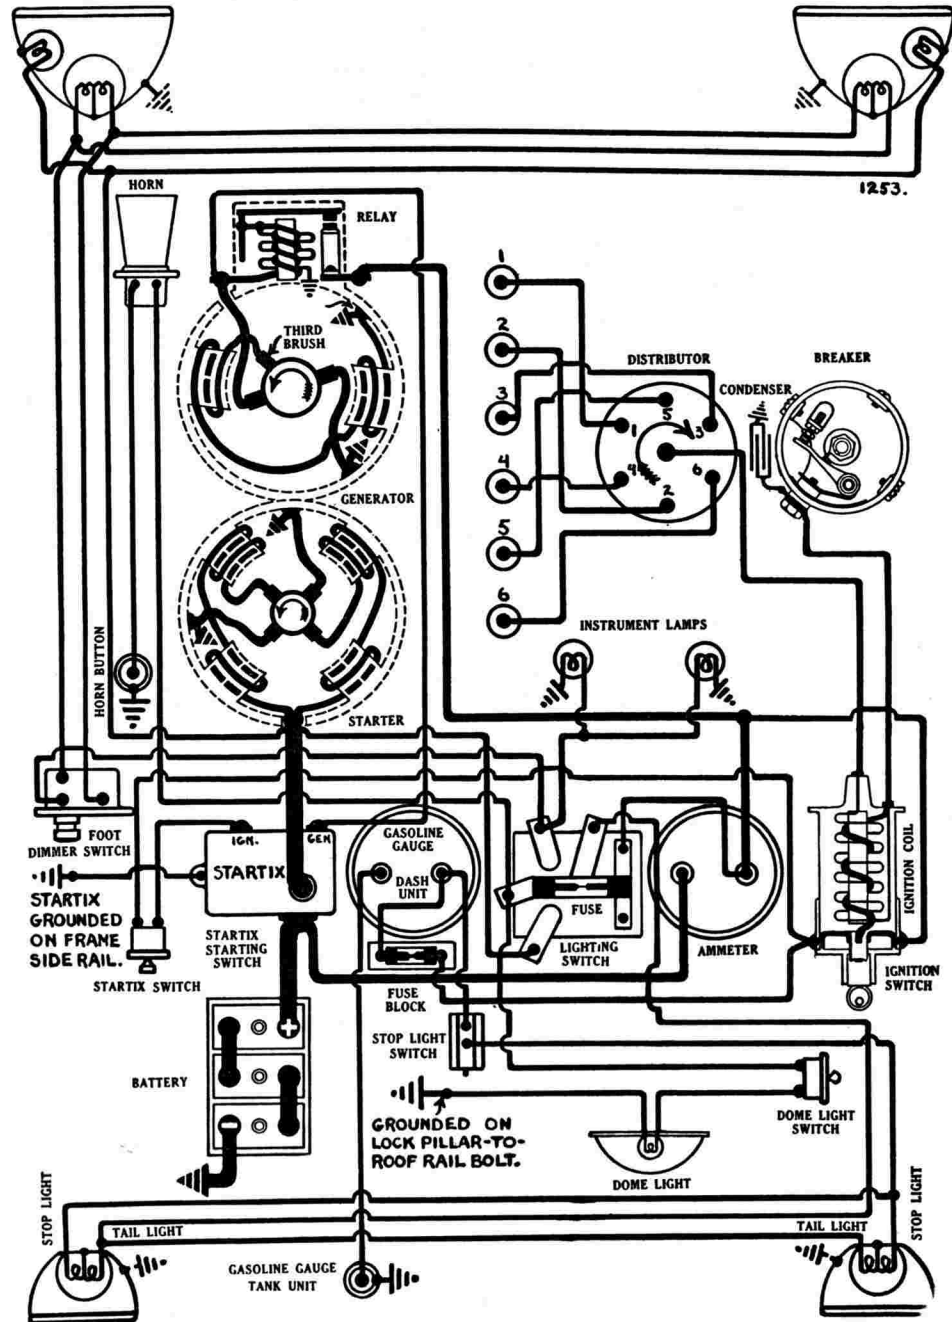 1253.
HORN
RELAY
THIRD
BRUSH
1
2
3
4
5
6
DISTRIBUTOR
5
1
3
4
6
2
CONDENSER
BREAKER
GENERATOR
INSTRUMENT LAMPS
HORN BUTTON
STARTER
FOOT
DIMMER SWITCH
IGN.
GEN
STARTIX
GASOLINE
GAUGE
DASH
UNIT
FUSE
LIGHTING
SWITCH
AMMETER
IGNITION COIL
IGNITION
SWITCH
STARTIX
GROUNDED
ON FRAME
SIDE RAIL.
STARTIX SWITCH
STARTIX
STARTING
SWITCH
FUSE
BLOCK
STOP LIGHT
SWITCH
BATTERY
GROUNDED ON
LOCK PILLAR-TO-
ROOF RAIL BOLT.
DOME LIGHT
SWITCH
DOME LIGHT
STOP LIGHT
TAIL LIGHT
TAIL LIGHT
STOP LIGHT
GASOLINE GAUGE
TANK UNIT